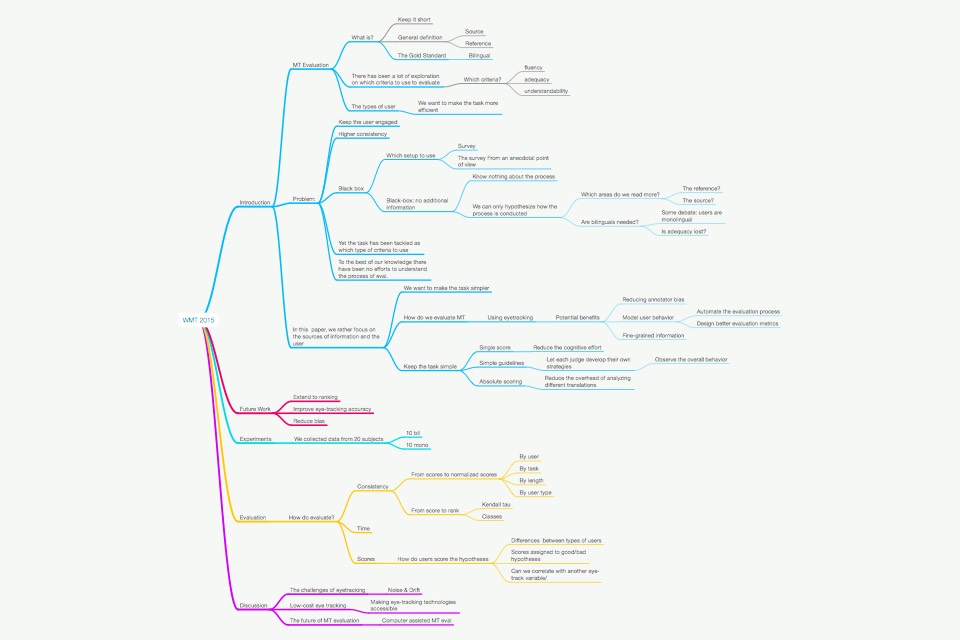 WMT 2015
Introduction
MT Evaluation
What is?
Keep it short
General definition
Source
Reference
The Gold Standard
Bilingual
There has been a lot of exploration
on which criteria to use to evaluate
Which criteria?
fluency
adequacy
understandability
The types of user
We want to make the task more
efficient
Problem:
Keep the user engaged
Higher consistency
Black box
Which setup to use
Survey
The survey From an anecdotal point
of view
Black-box: no additional
information
Know nothing about the process
We can only hypothesize how the
process is conducted
Which areas do we read more?
The reference?
The source?
Are bilinguals needed?
Some debate: users are
monolingual
Is adequacy lost?
Yet the task has been tackled as
which type of criteria to use
To the best of our knowledge there
have been no efforts to understand
the process of eval.
In this paper, we rather focus on
the sources of information and the
user
We want to make the task simpler
How do we evaluate MT
Using eyetracking
Potential benefits
Reducing annotator bias
Model user behavior
Automate the evaluation process
Design better evaluation metrics
Fine-grained information
Keep the task simple
Single score
Reduce the cognitive effort
Simple guidelines
Let each judge develop their own
strategies
Observe the overall behavior
Absolute scoring
Reduce the overhead of analyzing
different translations
Future Work
Extend to ranking
Improve eye-tracking accuracy
Reduce bias
Experiments
We collected data from 20 subjects
10 bil
10 mono
Evaluation
How do evaluate?
Consistency
From scores to normalized scores
By user
By task
By length
By user type
From score to rank
Kendall tau
Classes
Time
Scores
How do users score the hypotheses
Differences between types of users
Scores assigned to good/bad
hypotheses
Can we correlate with another eye-
track variable/
Discussion
The challenges of eyetracking
Noise & Drift
Low-cost eye tracking
Making eye-tracking technologies
accessible
The future of MT evaluation
Computer assisted MT eval